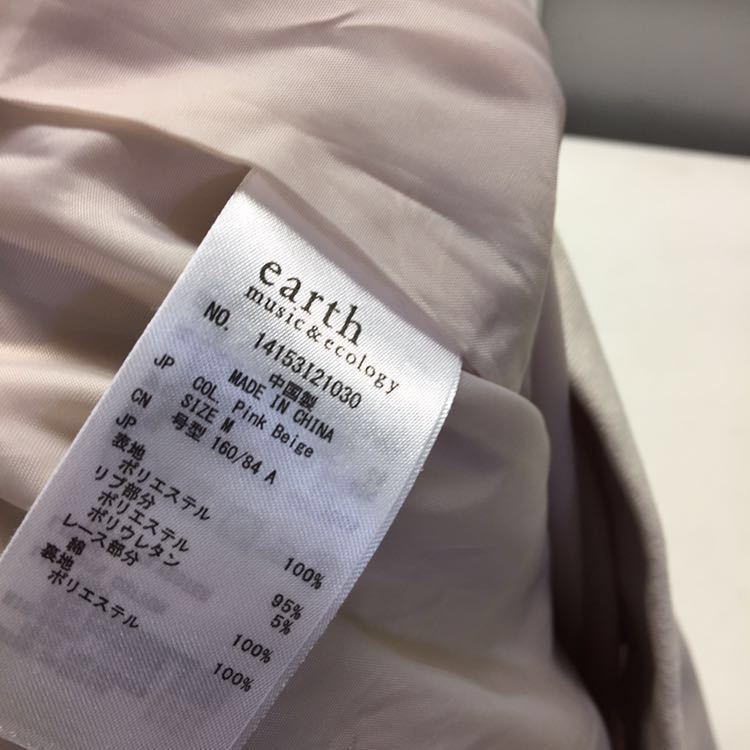 earth
music&ecology
NO. 14153I21030
中国製
MADE IN CHINA
COL. Pink Beige
JP SIZE M
CN 号型 160/84 A
JP
表地
ポリエステル 100%
リブ部分
ポリエステル 95%
ポリウレタン 5%
レース部分
綿 100%
裏地
ポリエステル 100%